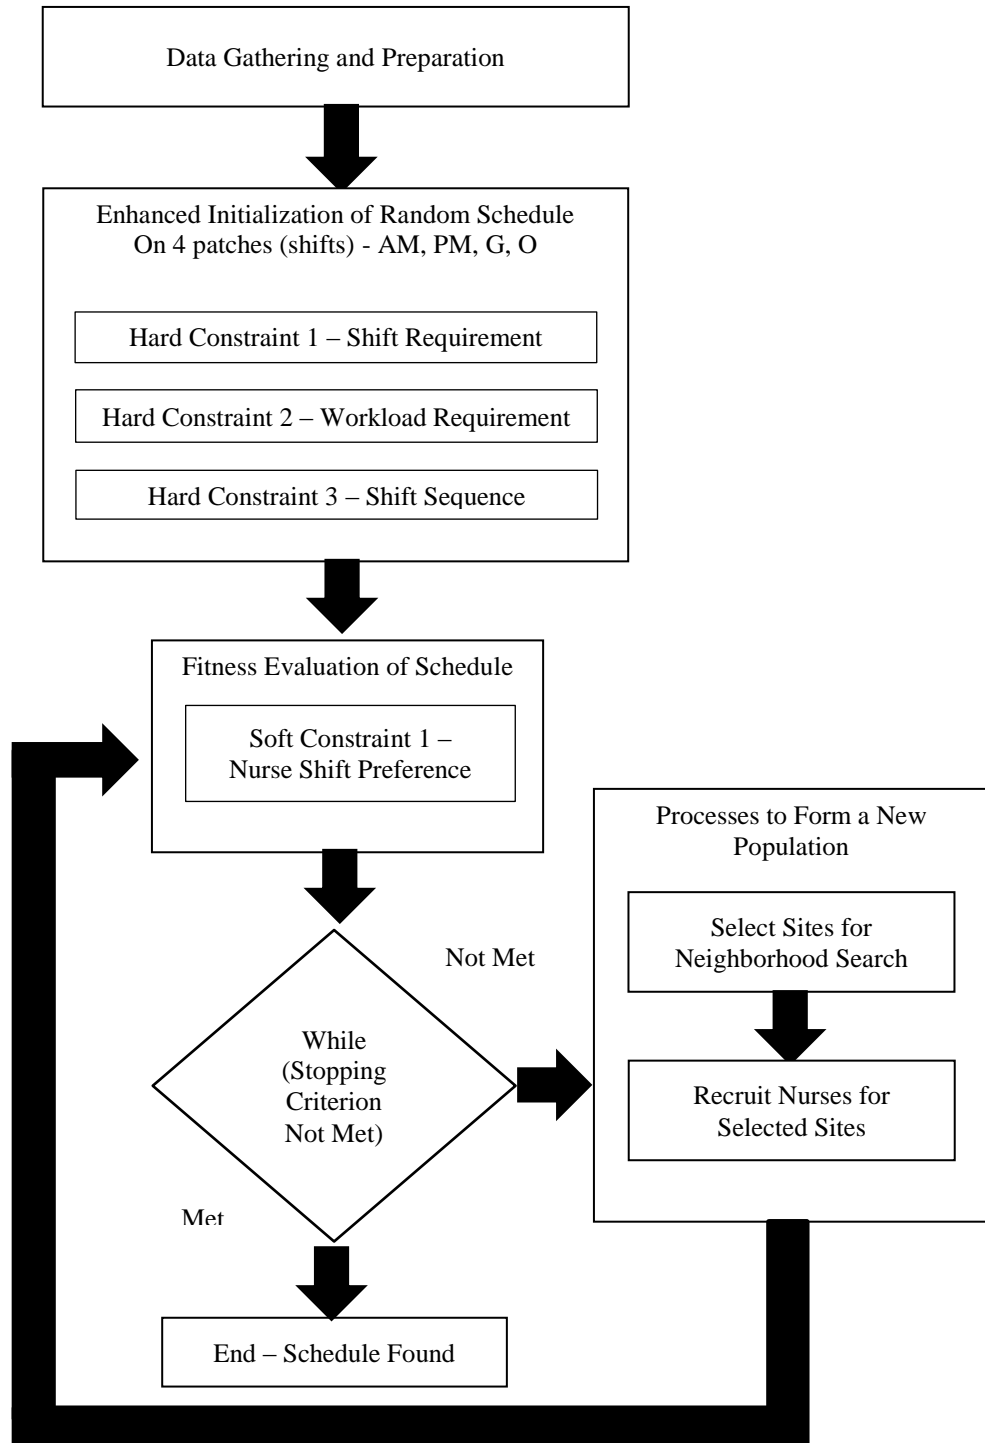 Data Gathering and Preparation
Enhanced Initialization of Random Schedule
On 4 patches (shifts) - AM, PM, G, O
Hard Constraint 1 – Shift Requirement
Hard Constraint 2 – Workload Requirement
Hard Constraint 3 – Shift Sequence
Fitness Evaluation of Schedule
Soft Constraint 1 –
Nurse Shift Preference
Not Met
While
(Stopping
Criterion
Not Met)
Met
End – Schedule Found
Processes to Form a New
Population
Select Sites for
Neighborhood Search
Recruit Nurses for
Selected Sites